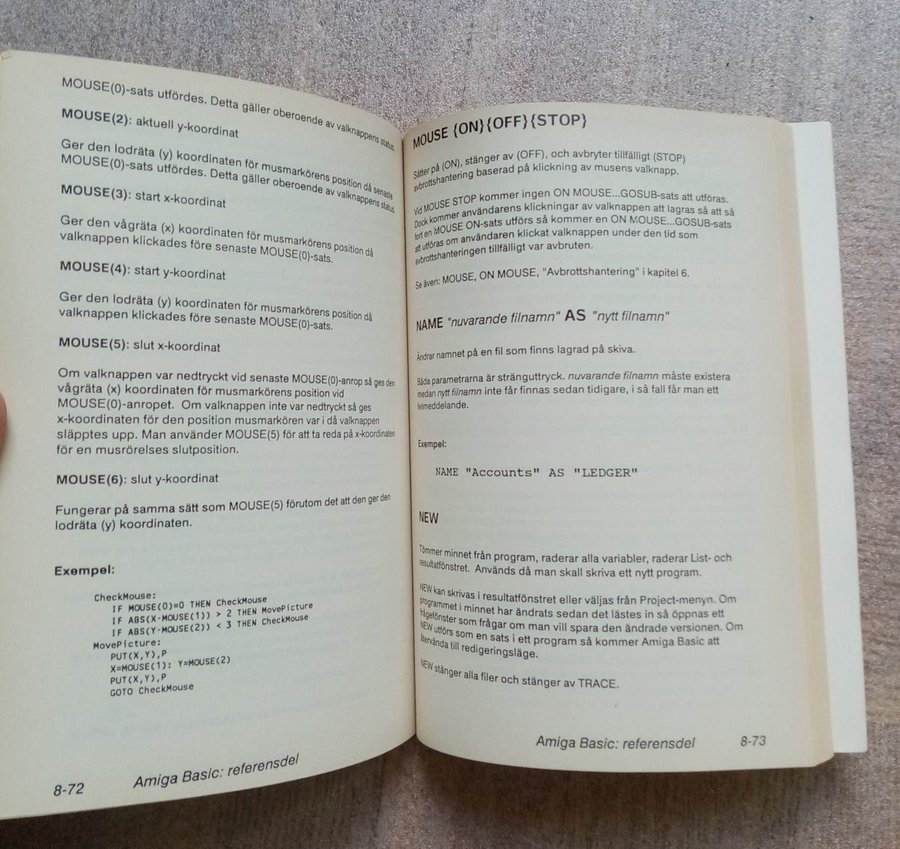 MOUSE(0)-sats utfördes. Detta gäller oberoende av valknappens status.
MOUSE(2): aktuell y-koordinat
Ger den lodräta (y) koordinaten för musmarkörens position då senaste
MOUSE(0)-sats utfördes. Detta gäller oberoende av valknappens status.
MOUSE(3): start x-koordinat
Ger den vågräta (x) koordinaten för musmarkörens position då
valknappen klickades före senaste MOUSE(0)-sats.
MOUSE(4): start y-koordinat
Ger den lodräta (y) koordinaten för musmarkörens position då
valknappen klickades före senaste MOUSE(0)-sats.
MOUSE(5): slut x-koordinat
Om valknappen var nedtryckt vid senaste MOUSE(0)-anrop så ges den
vågräta (x) koordinaten för musmarkörens position vid
MOUSE(0)-anropet. Om valknappen inte var nedtryckt så ges
x-koordinaten för den position musmarkören var i då valknappen
släpptes upp. Man använder MOUSE(5) för att ta reda på x-koordinaten
för en musrörelses slutposition.
MOUSE(6): slut y-koordinat
Fungerar på samma sätt som MOUSE(5) förutom det att den ger den
lodräta (y) koordinaten.
Exempel:
CheckMouse:
IF MOUSE(0)=0 THEN CheckMouse
IF ABS(X-MOUSE(1)) > 2 THEN MovePicture
IF ABS(Y-MOUSE(2)) < 3 THEN CheckMouse
MovePicture:
PUT(X,Y),P
X=MOUSE(1): Y=MOUSE(2)
PUT(X,Y),P
GOTO CheckMouse
8-72 Amiga Basic: referensdel
MOUSE {ON}{OFF}{STOP}
Sätter på (ON), stänger av (OFF), och avbryter tillfälligt (STOP)
avbrottshantering baserad på klickning av musens valknapp.
Vid MOUSE STOP kommer ingen ON MOUSE...GOSUB-sats att utföras.
Dock kommer användarens klickningar av valknappen att lagras så att så
fort en MOUSE ON-sats utförs så kommer en ON MOUSE...GOSUB-sats
att utföras om användaren klickat valknappen under den tid som
avbrottshanteringen tillfälligt var avbruten.
Se även: MOUSE, ON MOUSE, "Avbrottshantering" i kapitel 6.
NAME "nuvarande filnamn" AS "nytt filnamn"
Ändrar namnet på en fil som finns lagrad på skiva.
Båda parametrarna är stränguttryck. nuvarande filnamn måste existera
medan nytt filnamn inte får finnas sedan tidigare, i så fall får man ett
felmeddelande.
Exempel:
NAME "Accounts" AS "LEDGER"
NEW
Tömmer minnet från program, raderar alla variabler, raderar List- och
resultatfönstret. Används då man skall skriva ett nytt program.
NEW kan skrivas i resultatfönstret eller väljas från Project-menyn. Om
programmet i minnet har ändrats sedan det lästes in så öppnas ett
frågefönster som frågar om man vill spara den ändrade versionen. Om
NEW utförs som en sats i ett program så kommer Amiga Basic att
återvända till redigeringsläge.
NEW stänger alla filer och stänger av TRACE.
Amiga Basic: referensdel 8-73